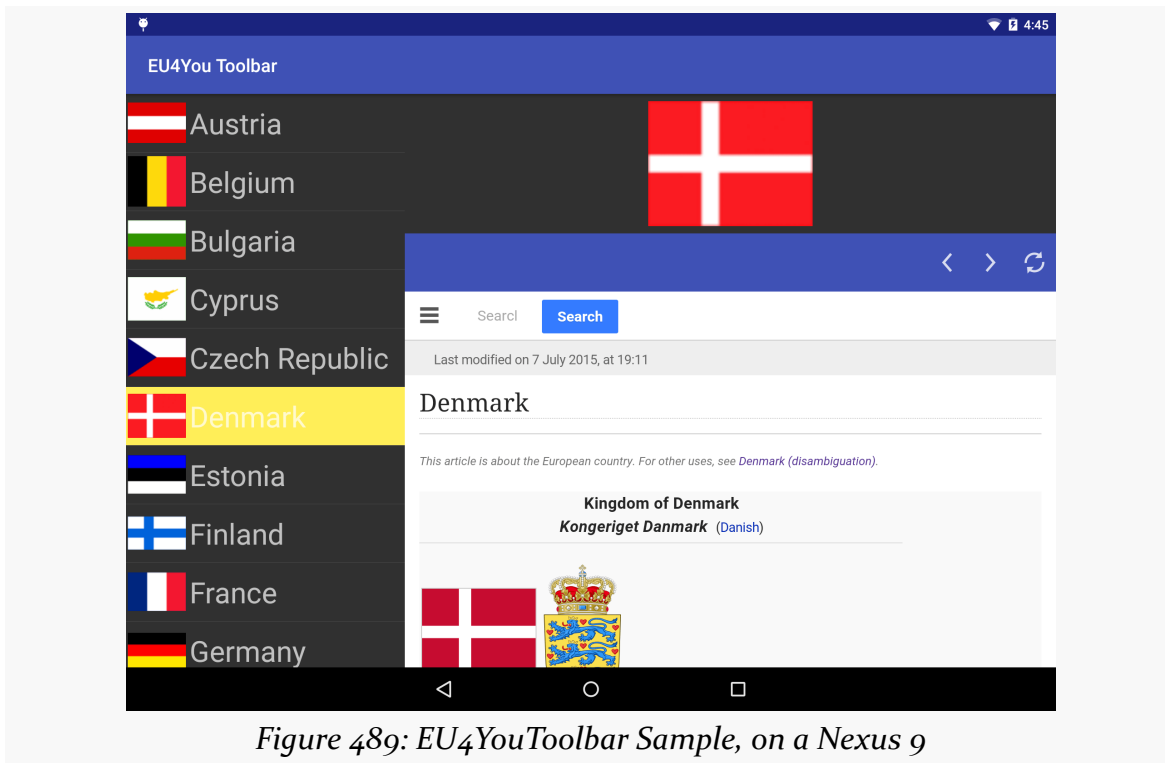 4:45
EU4You Toolbar
Austria
Belgium
Bulgaria
Cyprus
Czech Republic
Denmark
Estonia
Finland
France
Germany
Searcl
Search
Last modified on 7 July 2015, at 19:11
Denmark
This article is about the European country. For other uses, see Denmark (disambiguation).
Kingdom of Denmark
Kongeriget Danmark (Danish)
Figure 489: EU4YouToolbar Sample, on a Nexus 9